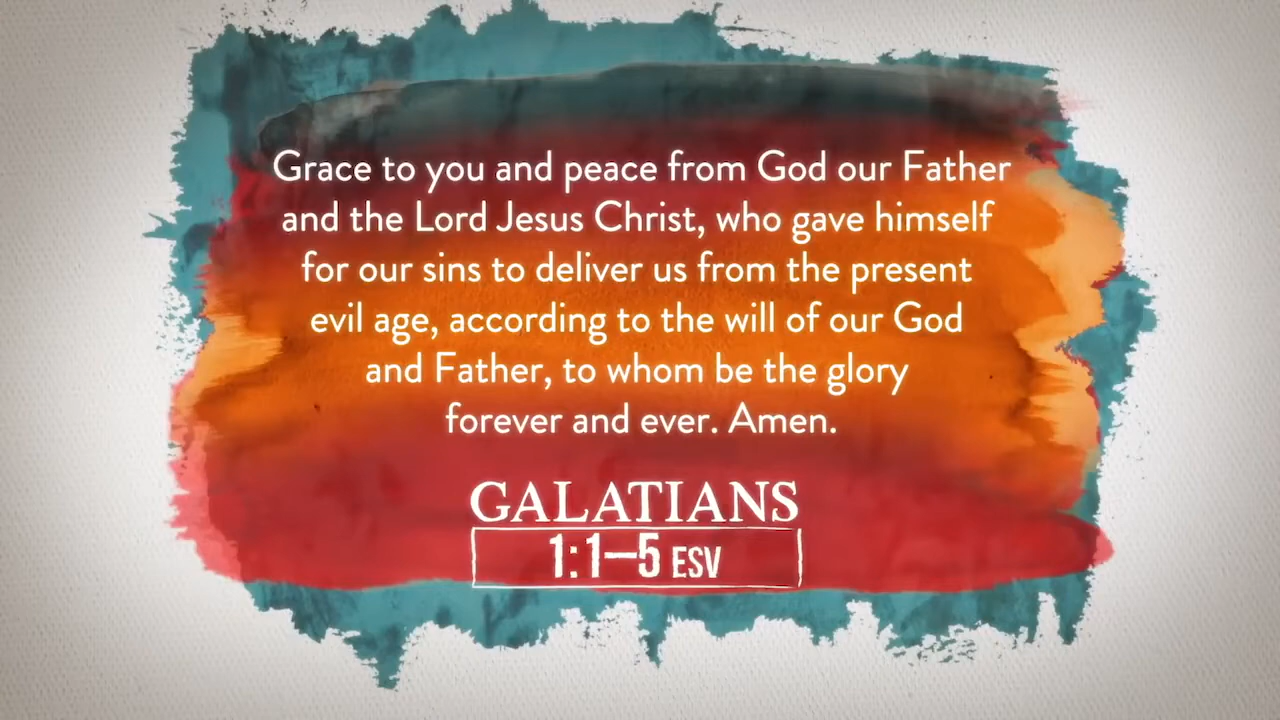 Grace to you and peace from God our Father
and the Lord Jesus Christ, who gave himself
for our sins to deliver us from the present
evil age, according to the will of our God
and Father, to whom be the glory
forever and ever. Amen.
GALATIANS
1:1—5 ESV